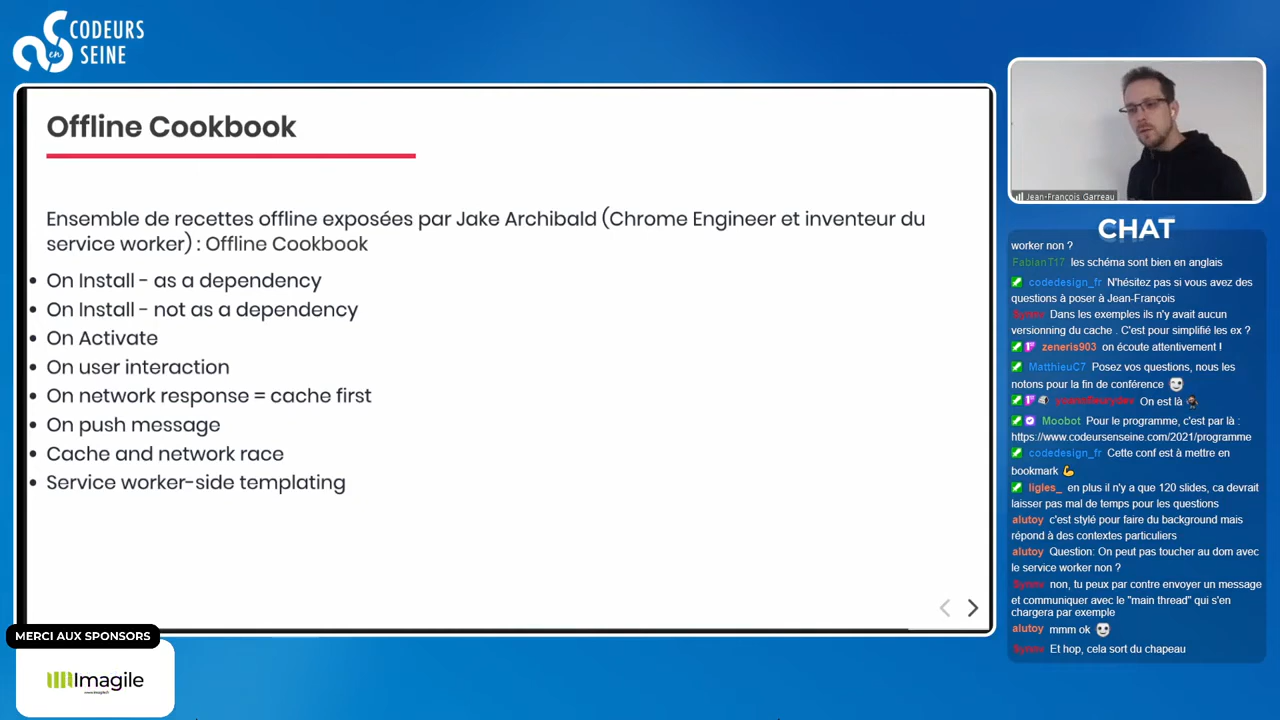 CODEURS
en
SEINE
Offline Cookbook
Ensemble de recettes offline exposées par Jake Archibald (Chrome Engineer et inventeur du
service worker) : Offline Cookbook
On Install - as a dependency
On Install - not as a dependency
On Activate
On user interaction
On network response = cache first
On push message
Cache and network race
Service worker-side templating
MERCI AUX SPONSORS
Imagile
www.imagile.fr
Jean-François Garreau
CHAT
worker non ?
FabianT17 les schéma sont bien en anglais
codedesign_fr N'hésitez pas si vous avez des
questions à poser à Jean-François
Dans les exemples ils n'y avait aucun
versionning du cache . C'est pour simplifié les ex ?
zeneris903 on écoute attentivement !
MatthieuC7 Posez vos questions, nous les
notons pour la fin de conférence
On est là
Moobot Pour le programme, c'est par là :
https://www.codeursenseine.com/2021/programme
codedesign_fr Cette conf est à mettre en
bookmark
ligles_ en plus il n'y a que 120 slides, ca devrait
laisser pas mal de temps pour les questions
alutoy c'est stylé pour faire du background mais
répond à des contextes particuliers
alutoy Question: On peut pas toucher au dom avec
le service worker non ?
non, tu peux par contre envoyer un message
et communiquer avec le "main thread" qui s'en
chargera par exemple
alutoy mmm ok
Et hop, cela sort du chapeau